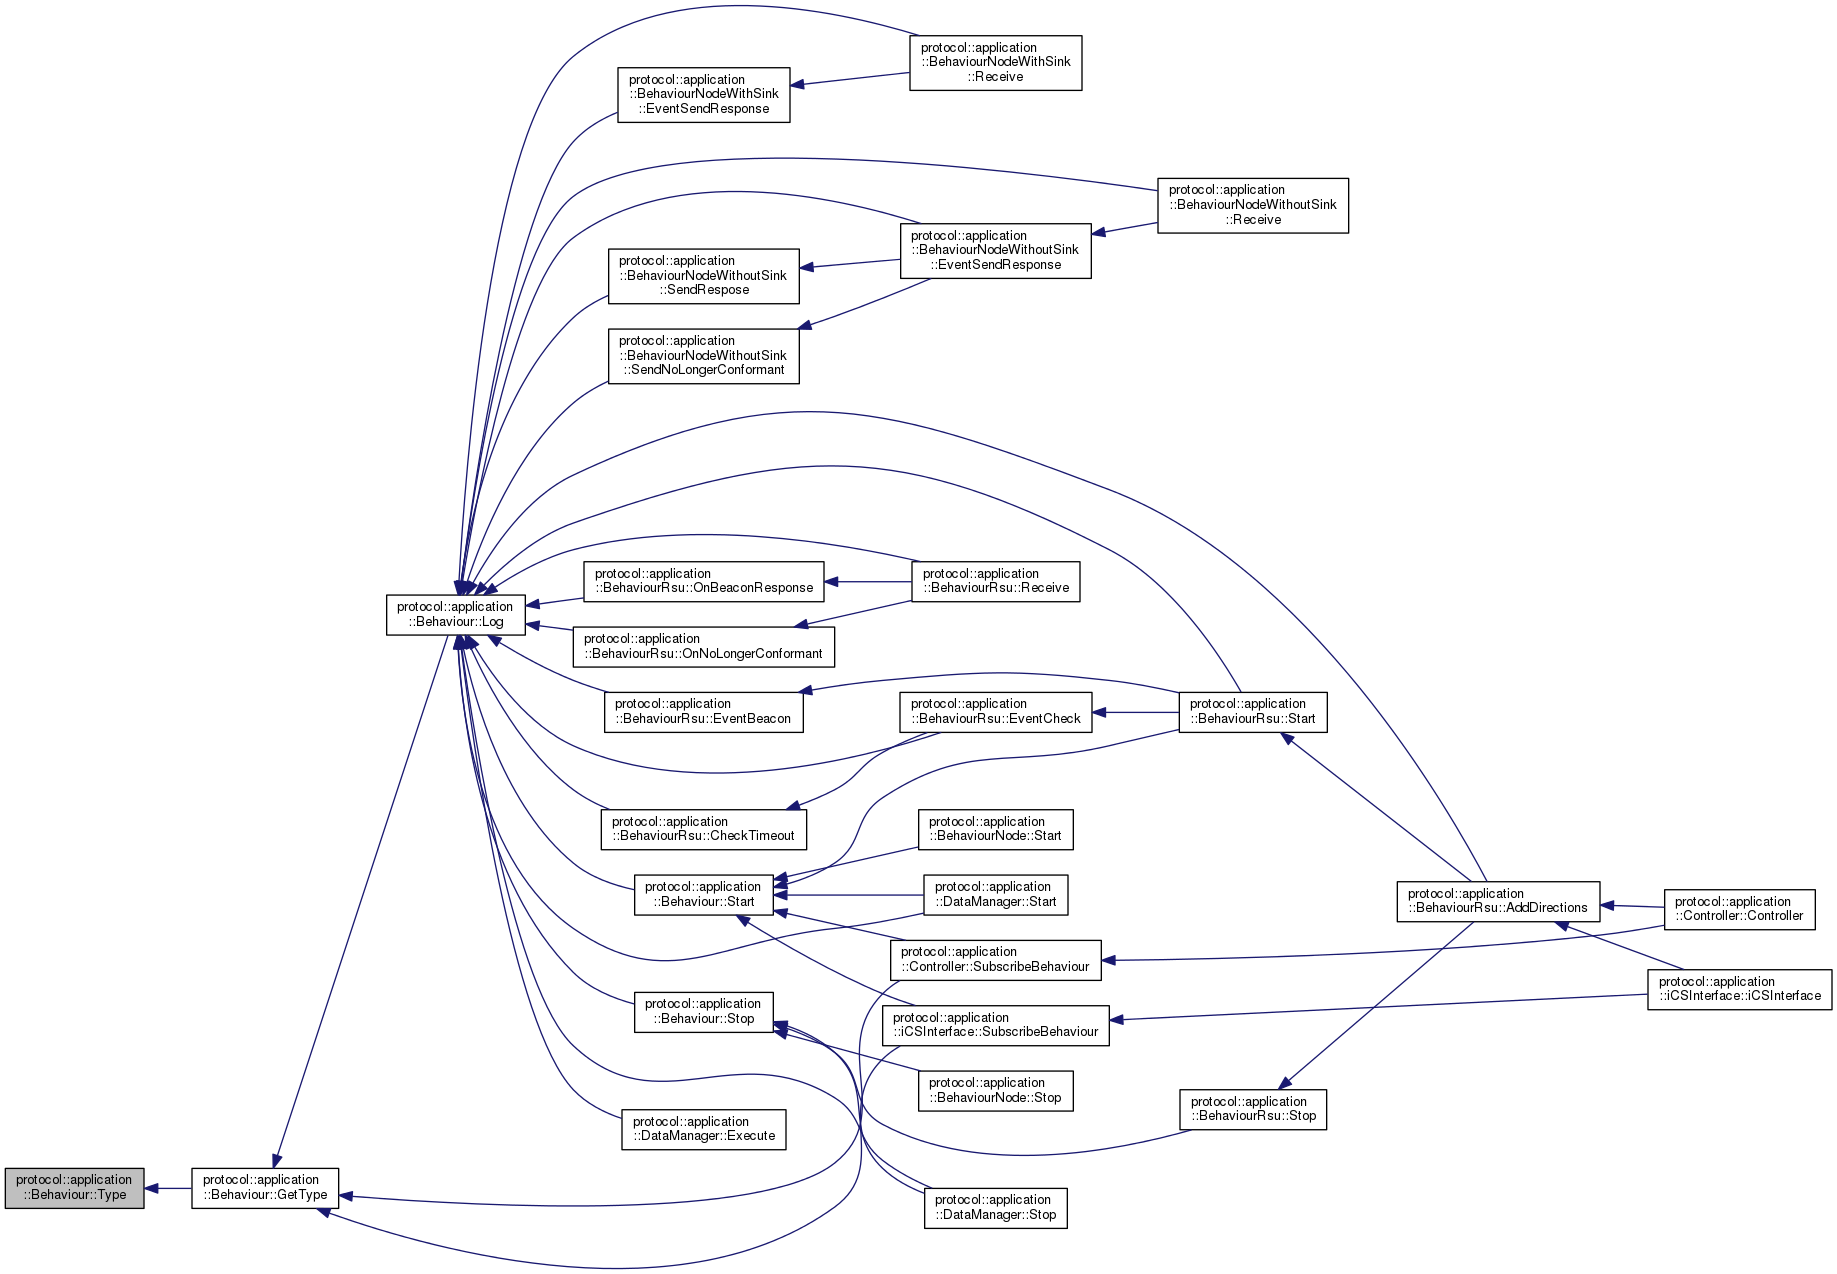 protocol::application
::BehaviourNodeWithSink
::Receive
protocol::application
::BehaviourNodeWithSink
::EventSendResponse
protocol::application
::BehaviourNodeWithoutSink
::Receive
protocol::application
::BehaviourNodeWithoutSink
::EventSendResponse
protocol::application
::BehaviourNodeWithoutSink
::SendRespose
protocol::application
::BehaviourNodeWithoutSink
::SendNoLongerConformant
protocol::application
::BehaviourRsu::OnBeaconResponse
protocol::application
::BehaviourRsu::Receive
protocol::application
::Behaviour::Log
protocol::application
::BehaviourRsu::OnNoLongerConformant
protocol::application
::BehaviourRsu::EventBeacon
protocol::application
::BehaviourRsu::EventCheck
protocol::application
::BehaviourRsu::Start
protocol::application
::BehaviourRsu::CheckTimeout
protocol::application
::BehaviourNode::Start
protocol::application
::Behaviour::Start
protocol::application
::DataManager::Start
protocol::application
::BehaviourRsu::AddDirections
protocol::application
::Controller::Controller
protocol::application
::Controller::SubscribeBehaviour
protocol::application
::iCSInterface::iCSInterface
protocol::application
::Behaviour::Stop
protocol::application
::iCSInterface::SubscribeBehaviour
protocol::application
::BehaviourNode::Stop
protocol::application
::BehaviourRsu::Stop
protocol::application
::DataManager::Execute
protocol::application
::Behaviour::Type
protocol::application
::Behaviour::GetType
protocol::application
::DataManager::Stop